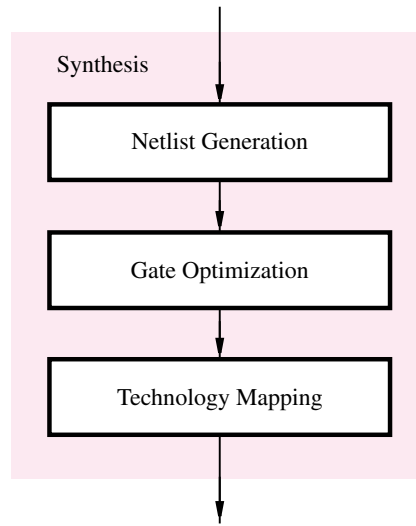 Synthesis
Netlist Generation
Gate Optimization
Technology Mapping